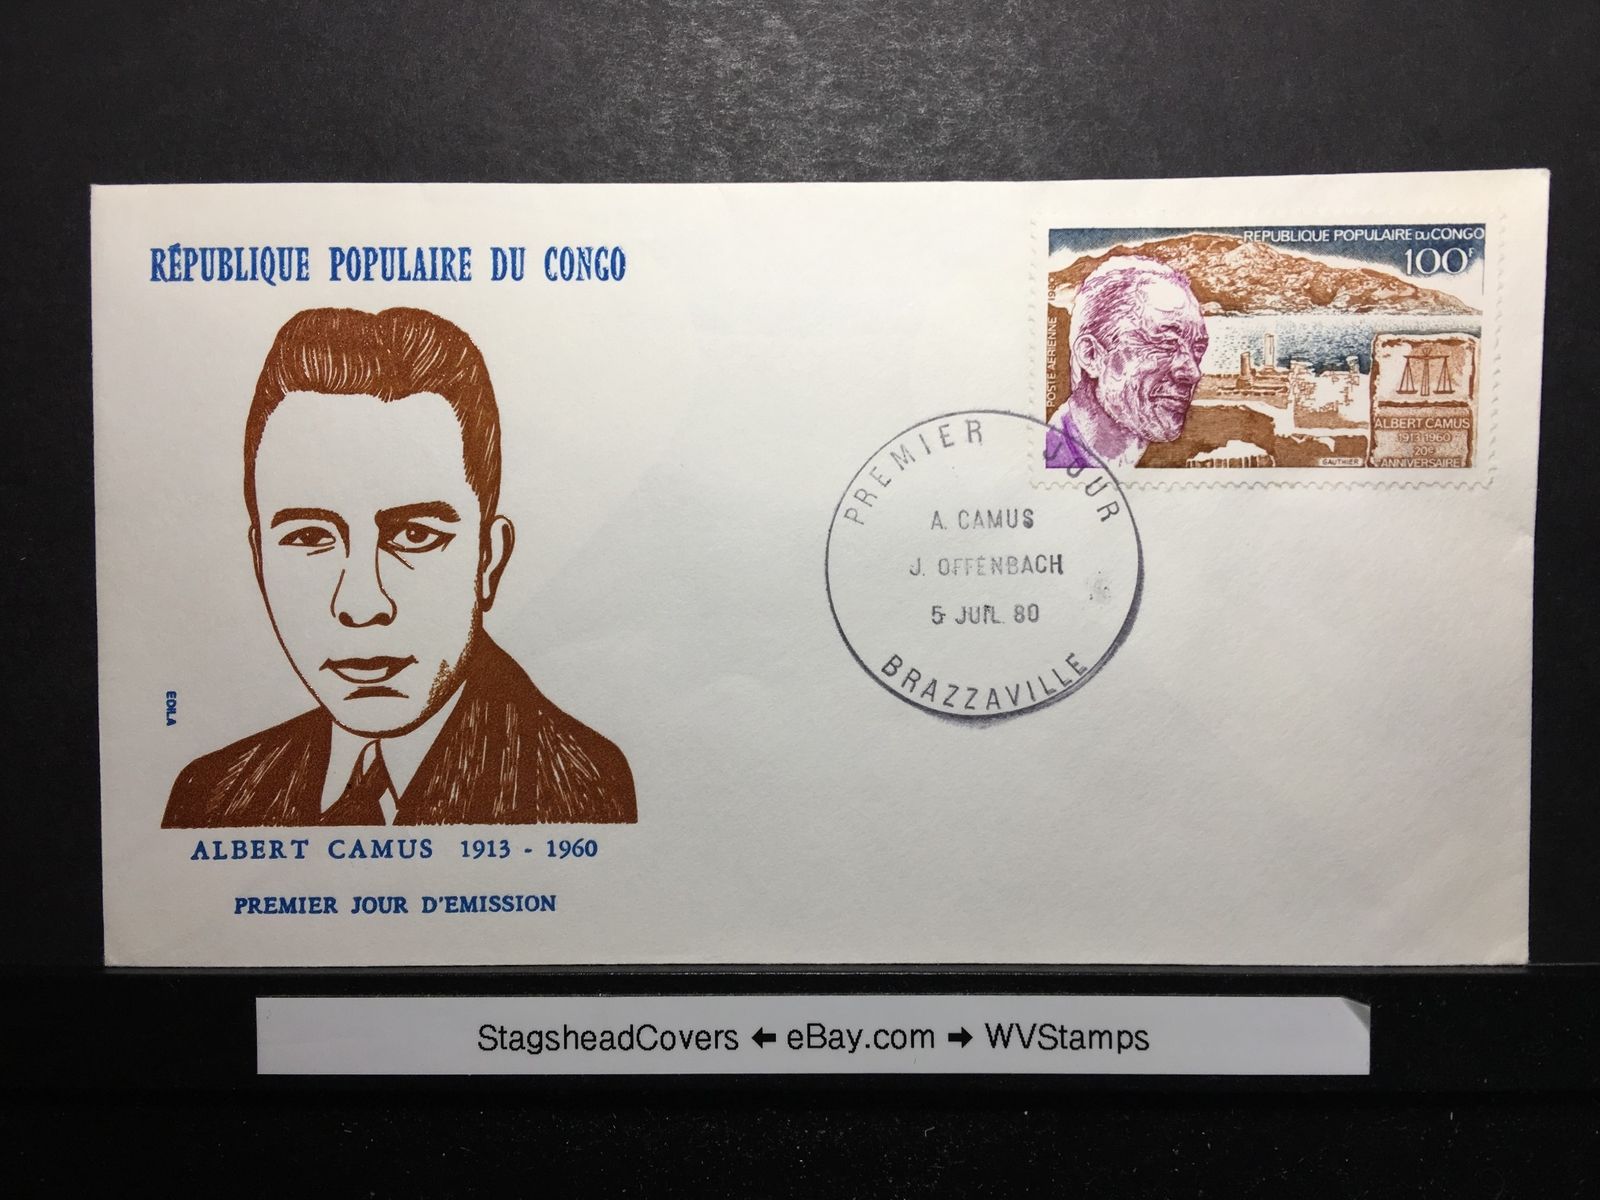 RÉPUBLIQUE POPULAIRE DU CONGO
REPUBLIQUE POPULAIRE DU CONGO
100F
POSTE AERIENNE 1980
ALBERT CAMUS
1913 1960
20e
ANNIVERSAIRE
GAUTHIER
PREMIER JOUR
A. CAMUS
J. OFFENBACH
5 JUIL. 80
BRAZZAVILLE
EDILA
ALBERT CAMUS 1913 - 1960
PREMIER JOUR D'EMISSION
StagsheadCovers ← eBay.com → WVStamps